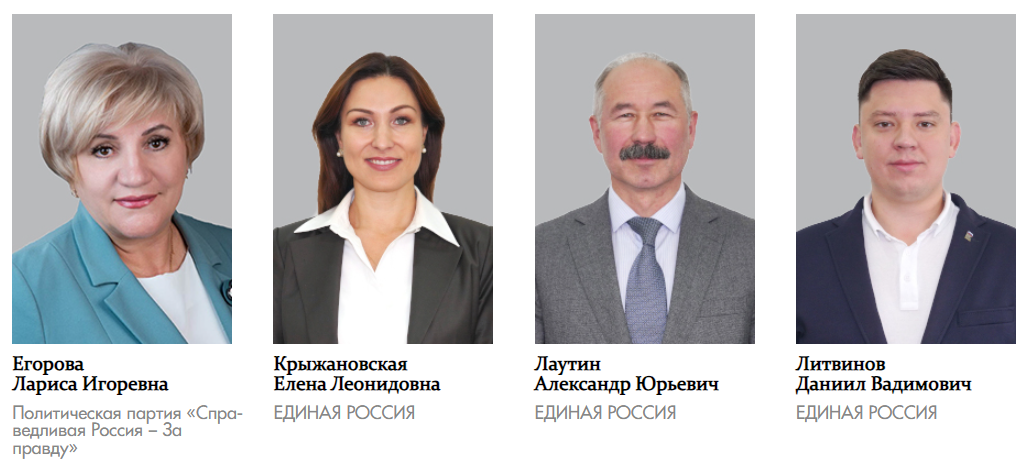 Егорова
Лариса Игоревна
Политическая партия «Спра-
ведливая Россия – За
правду»
Крыжановская
Елена Леонидовна
ЕДИНАЯ РОССИЯ
Лаутин
Александр Юрьевич
ЕДИНАЯ РОССИЯ
Литвинов
Даниил Вадимович
ЕДИНАЯ РОССИЯ